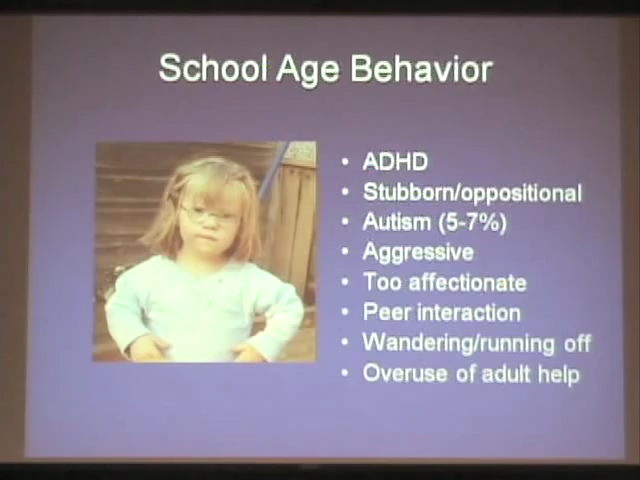 School Age Behavior
• ADHD
• Stubborn/oppositional
• Autism (5-7%)
• Aggressive
• Too affectionate
• Peer interaction
• Wandering/running off
• Overuse of adult help